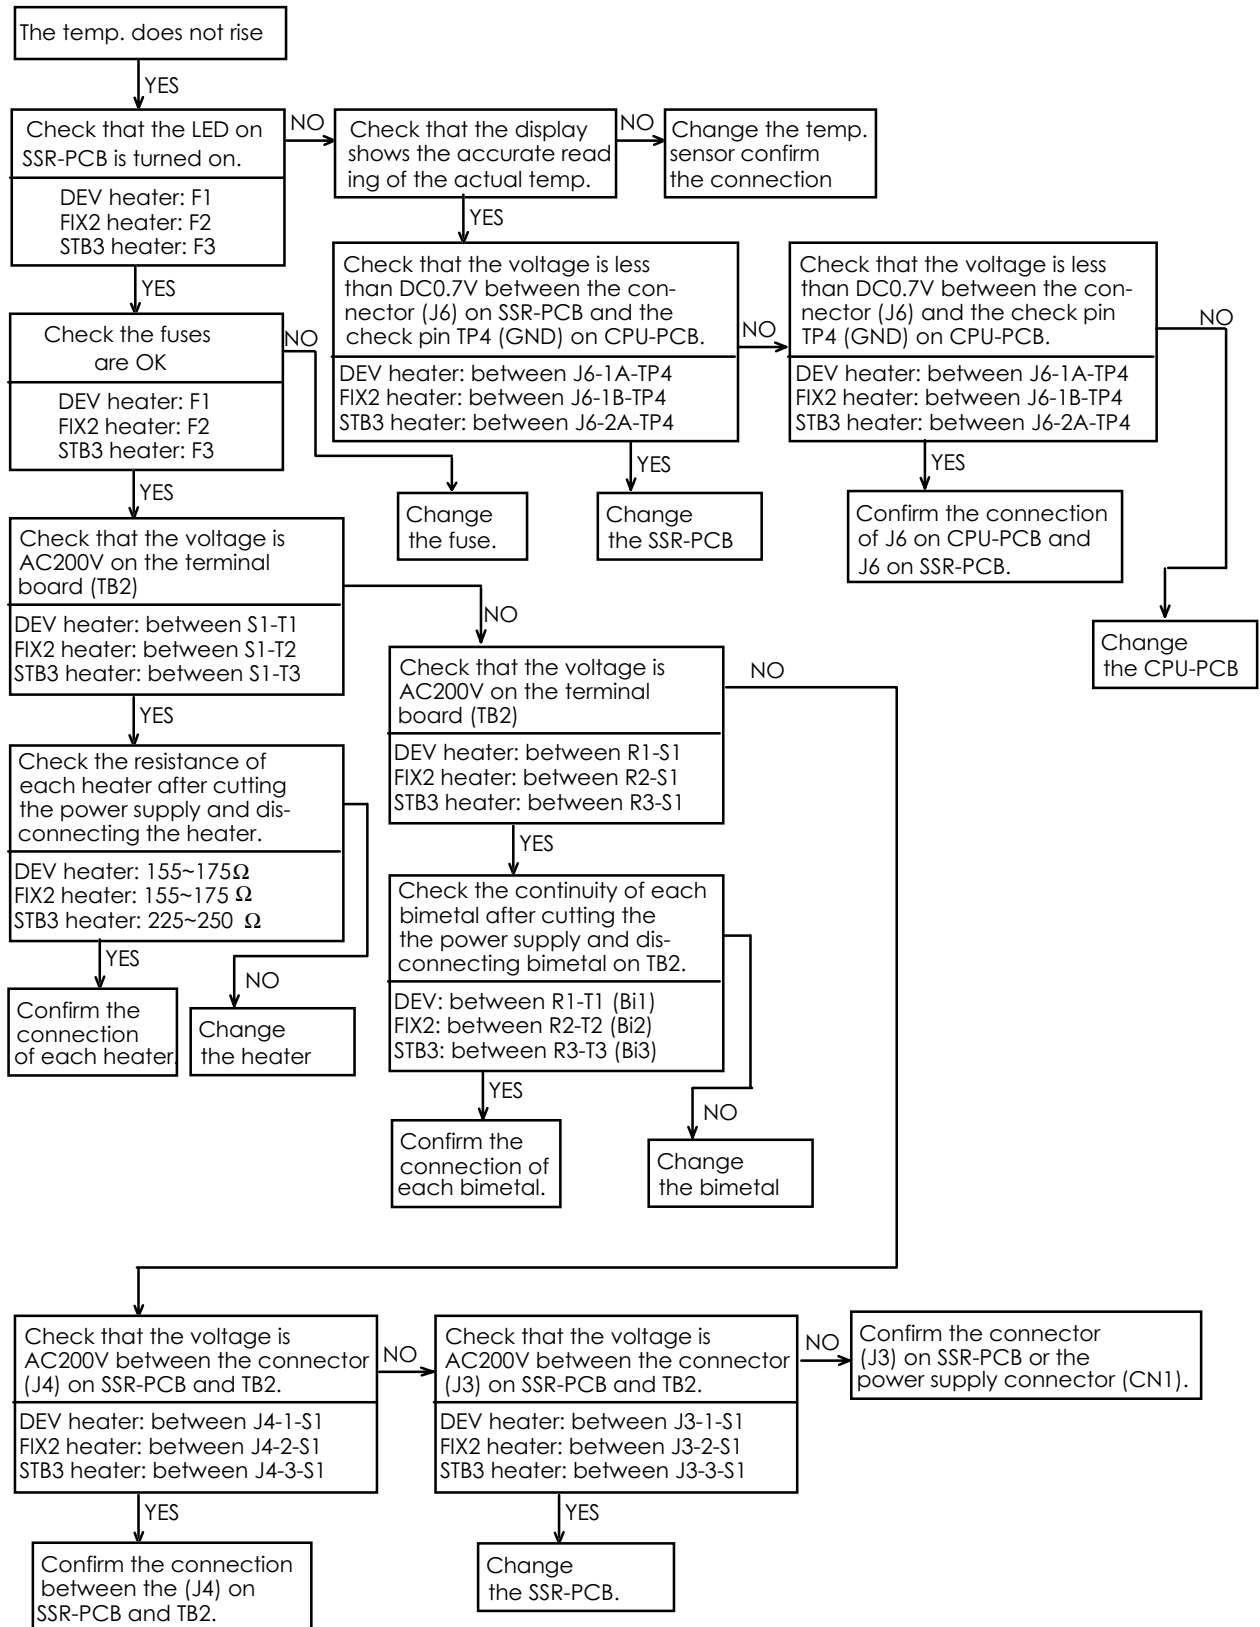 The temp. does not rise
YES
Check that the LED on
SSR-PCB is turned on.
DEV heater: F1
FIX2 heater: F2
STB3 heater: F3
NO
Check that the display
shows the accurate read
ing of the actual temp.
NO
Change the temp.
sensor confirm
the connection
YES
Check that the voltage is less
than DC0.7V between the con-
nector (J6) on SSR-PCB and the
check pin TP4 (GND) on CPU-PCB.
DEV heater: between J6-1A-TP4
FIX2 heater: between J6-1B-TP4
STB3 heater: between J6-2A-TP4
NO
Check that the voltage is less
than DC0.7V between the con-
nector (J6) and the check pin
TP4 (GND) on CPU-PCB.
DEV heater: between J6-1A-TP4
FIX2 heater: between J6-1B-TP4
STB3 heater: between J6-2A-TP4
NO
YES
Check the fuses
are OK
DEV heater: F1
FIX2 heater: F2
STB3 heater: F3
NO
YES
Change
the fuse.
YES
Change
the SSR-PCB
YES
Confirm the connection
of J6 on CPU-PCB and
J6 on SSR-PCB.
Change
the CPU-PCB
Check that the voltage is
AC200V on the terminal
board (TB2)
DEV heater: between S1-T1
FIX2 heater: between S1-T2
STB3 heater: between S1-T3
NO
Check that the voltage is
AC200V on the terminal
board (TB2)
DEV heater: between R1-S1
FIX2 heater: between R2-S1
STB3 heater: between R3-S1
NO
YES
Check the resistance of
each heater after cutting
the power supply and dis-
connecting the heater.
DEV heater: 155~175Ω
FIX2 heater: 155~175 Ω
STB3 heater: 225~250 Ω
YES
Confirm the
connection
of each heater.
NO
Change
the heater
YES
Check the continuity of each
bimetal after cutting the
the power supply and dis-
connecting bimetal on TB2.
DEV: between R1-T1 (Bi1)
FIX2: between R2-T2 (Bi2)
STB3: between R3-T3 (Bi3)
YES
Confirm the
connection of
each bimetal.
NO
Change
the bimetal
Check that the voltage is
AC200V between the connector
(J4) on SSR-PCB and TB2.
DEV heater: between J4-1-S1
FIX2 heater: between J4-2-S1
STB3 heater: between J4-3-S1
NO
Check that the voltage is
AC200V between the connector
(J3) on SSR-PCB and TB2.
DEV heater: between J3-1-S1
FIX2 heater: between J3-2-S1
STB3 heater: between J3-3-S1
NO
Confirm the connector
(J3) on SSR-PCB or the
power supply connector (CN1).
YES
Confirm the connection
between the (J4) on
SSR-PCB and TB2.
YES
Change
the SSR-PCB.